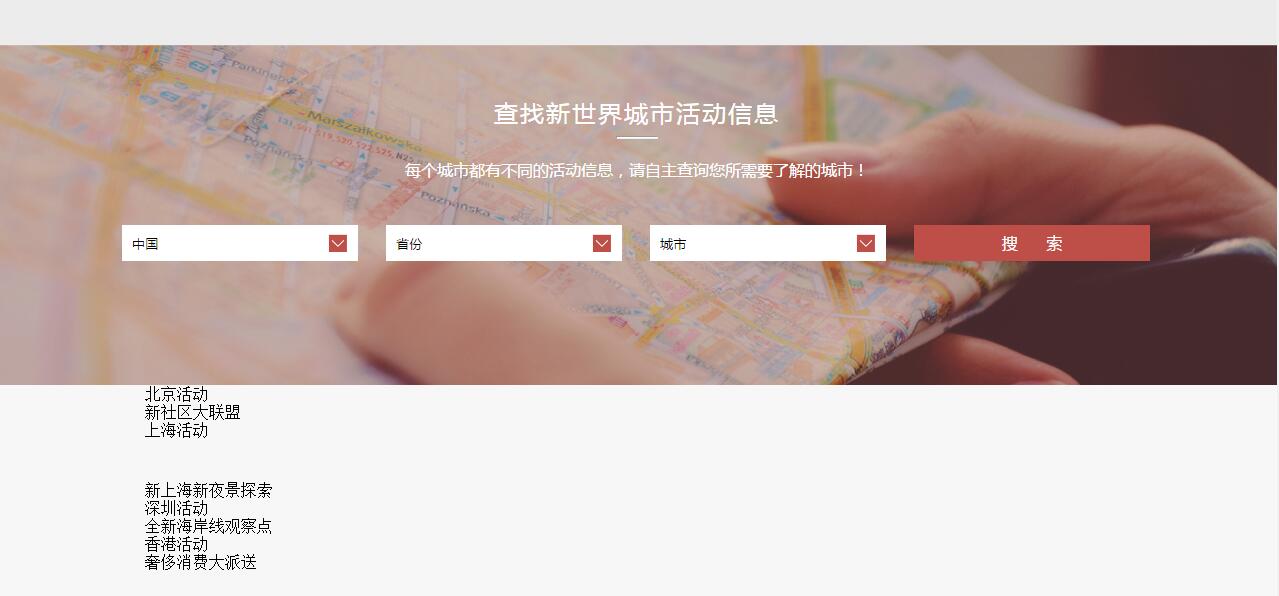 Parkingowy
Marszałkowska
查找新世界城市活动信息
Poznańska
每个城市都有不同的活动信息，请自主查询您所需要了解的城市！
Poznańska
中国
省份
城市
搜 索
北京活动
新社区大联盟
上海活动
新上海新夜景探索
深圳活动
全新海岸线观察点
香港活动
奢侈消费大派送